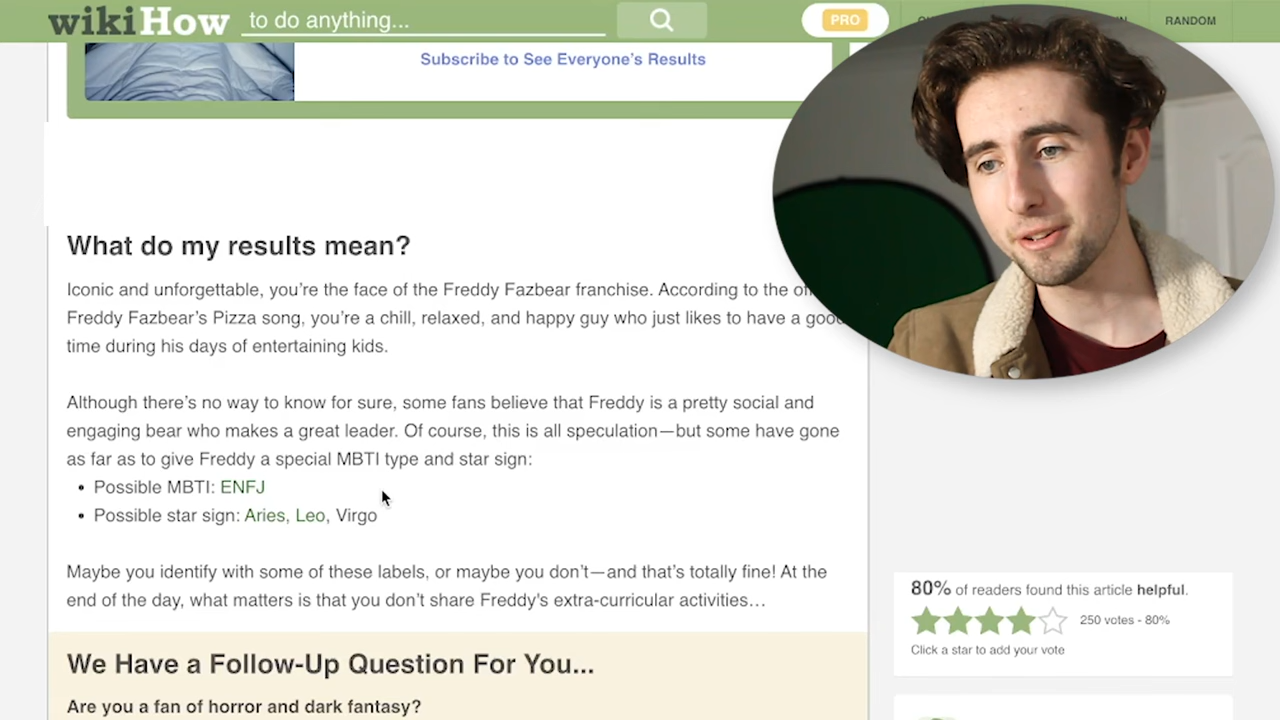 wikiHow to do anything...
PRO
RANDOM
Subscribe to See Everyone's Results
What do my results mean?
Iconic and unforgettable, you're the face of the Freddy Fazbear franchise. According to the
Freddy Fazbear's Pizza song, you're a chill, relaxed, and happy guy who just likes to have a good
time during his days of entertaining kids.
Although there's no way to know for sure, some fans believe that Freddy is a pretty social and
engaging bear who makes a great leader. Of course, this is all speculation—but some have gone
as far as to give Freddy a special MBTI type and star sign:
• Possible MBTI: ENFJ
• Possible star sign: Aries, Leo, Virgo
Maybe you identify with some of these labels, or maybe you don't—and that's totally fine! At the
end of the day, what matters is that you don't share Freddy's extra-curricular activities…
80% of readers found this article helpful.
250 votes - 80%
Click a star to add your vote
We Have a Follow-Up Question For You...
Are you a fan of horror and dark fantasy?